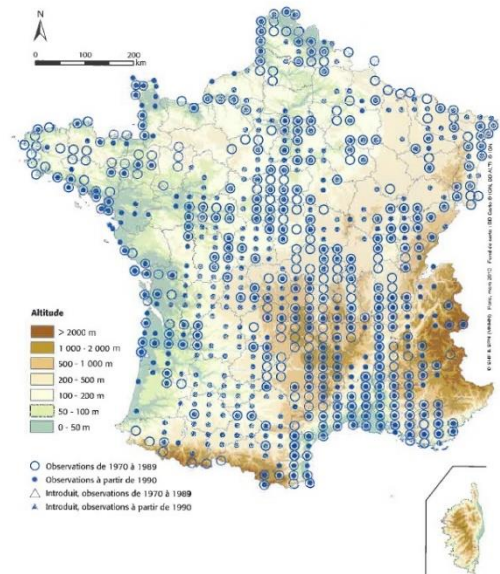 N
0 100 200
km
Altitude
> 2000 m
1 000 - 2 000 m
500 - 1 000 m
200 - 500 m
100 - 200 m
50 - 100 m
0 - 50 m
Observations de 1970 à 1989
Observations à partir de 1990
Introduit, observations de 1970 à 1989
Introduit, observations à partir de 1990